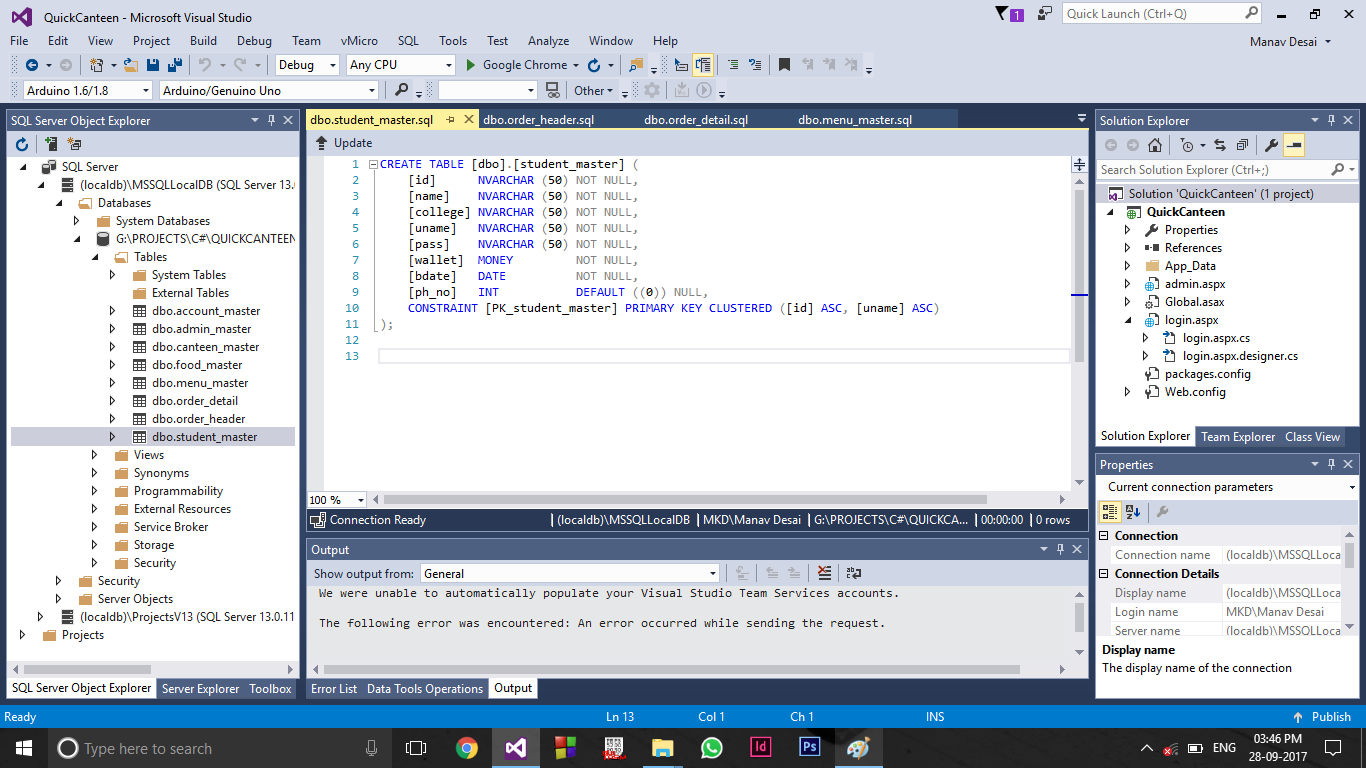 QuickCanteen - Microsoft Visual Studio
1
Quick Launch (Ctrl+Q)
File Edit View Project Build Debug Team vMicro SQL Tools Test Analyze Window Help
Manav Desai
Debug Any CPU Google Chrome
Arduino 1.6/1.8 Arduino/Genuino Uno Other
SQL Server Object Explorer
SQL Server
(localdb)\MSSQLLocalDB (SQL Server 13.0
Databases
System Databases
G:\PROJECTS\C#\QUICKCANTEEN
Tables
System Tables
External Tables
dbo.account_master
dbo.admin_master
dbo.canteen_master
dbo.food_master
dbo.menu_master
dbo.order_detail
dbo.order_header
dbo.student_master
Views
Synonyms
Programmability
External Resources
Service Broker
Storage
Security
Security
Server Objects
(localdb)\ProjectsV13 (SQL Server 13.0.11
Projects
SQL Server Object Explorer Server Explorer Toolbox
dbo.student_master.sql dbo.order_header.sql dbo.order_detail.sql dbo.menu_master.sql
Update
1 CREATE TABLE [dbo].[student_master] (
2 [id] NVARCHAR (50) NOT NULL,
3 [name] NVARCHAR (50) NOT NULL,
4 [college] NVARCHAR (50) NOT NULL,
5 [uname] NVARCHAR (50) NOT NULL,
6 [pass] NVARCHAR (50) NOT NULL,
7 [wallet] MONEY NOT NULL,
8 [bdate] DATE NOT NULL,
9 [ph_no] INT DEFAULT ((0)) NULL,
10 CONSTRAINT [PK_student_master] PRIMARY KEY CLUSTERED ([id] ASC, [uname] ASC)
11 );
12
13
100 %
Connection Ready (localdb)\MSSQLLocalDB MKD\Manav Desai G:\PROJECTS\C#\QUICKCA... 00:00:00 0 rows
Output
Show output from: General
We were unable to automatically populate your Visual Studio Team Services accounts.
The following error was encountered: An error occurred while sending the request.
Error List Data Tools Operations Output
Solution Explorer
Search Solution Explorer (Ctrl+;)
Solution 'QuickCanteen' (1 project)
QuickCanteen
Properties
References
App_Data
admin.aspx
Global.asax
login.aspx
login.aspx.cs
login.aspx.designer.cs
packages.config
Web.config
Solution Explorer Team Explorer Class View
Properties
Current connection parameters
Connection
Connection name (localdb)\MSSQLLoca
Connection Details
Display name (localdb)\MSSQLLoca
Login name MKD\Manav Desai
Server name (localdb)\MSSQLLoca
Display name
The display name of the connection
Ready Ln 13 Col 1 Ch 1 INS Publish
Type here to search
Id
Ps
ENG
03:46 PM
28-09-2017